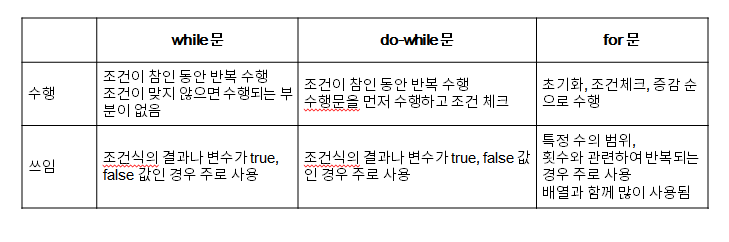 while 문
do-while 문
for 문
수행
조건이 참인 동안 반복 수행
조건이 맞지 않으면 수행되는 부
분이 없음
조건이 참인 동안 반복 수행
수행문을 먼저 수행하고 조건 체크
초기화, 조건체크, 증감 순
으로 수행
쓰임
조건식의 결과나 변수가 true,
false 값인 경우 주로 사용
조건식의 결과나 변수가 true, false 값
인 경우 주로 사용
특정 수의 범위,
횟수와 관련하여 반복되는
경우 주로 사용
배열과 함께 많이 사용됨